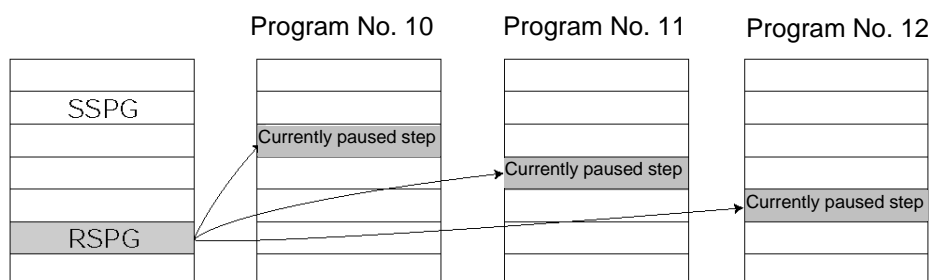 Program No. 10 Program No. 11 Program No. 12
SSPG
Currently paused step
Currently paused step
Currently paused step
RSPG